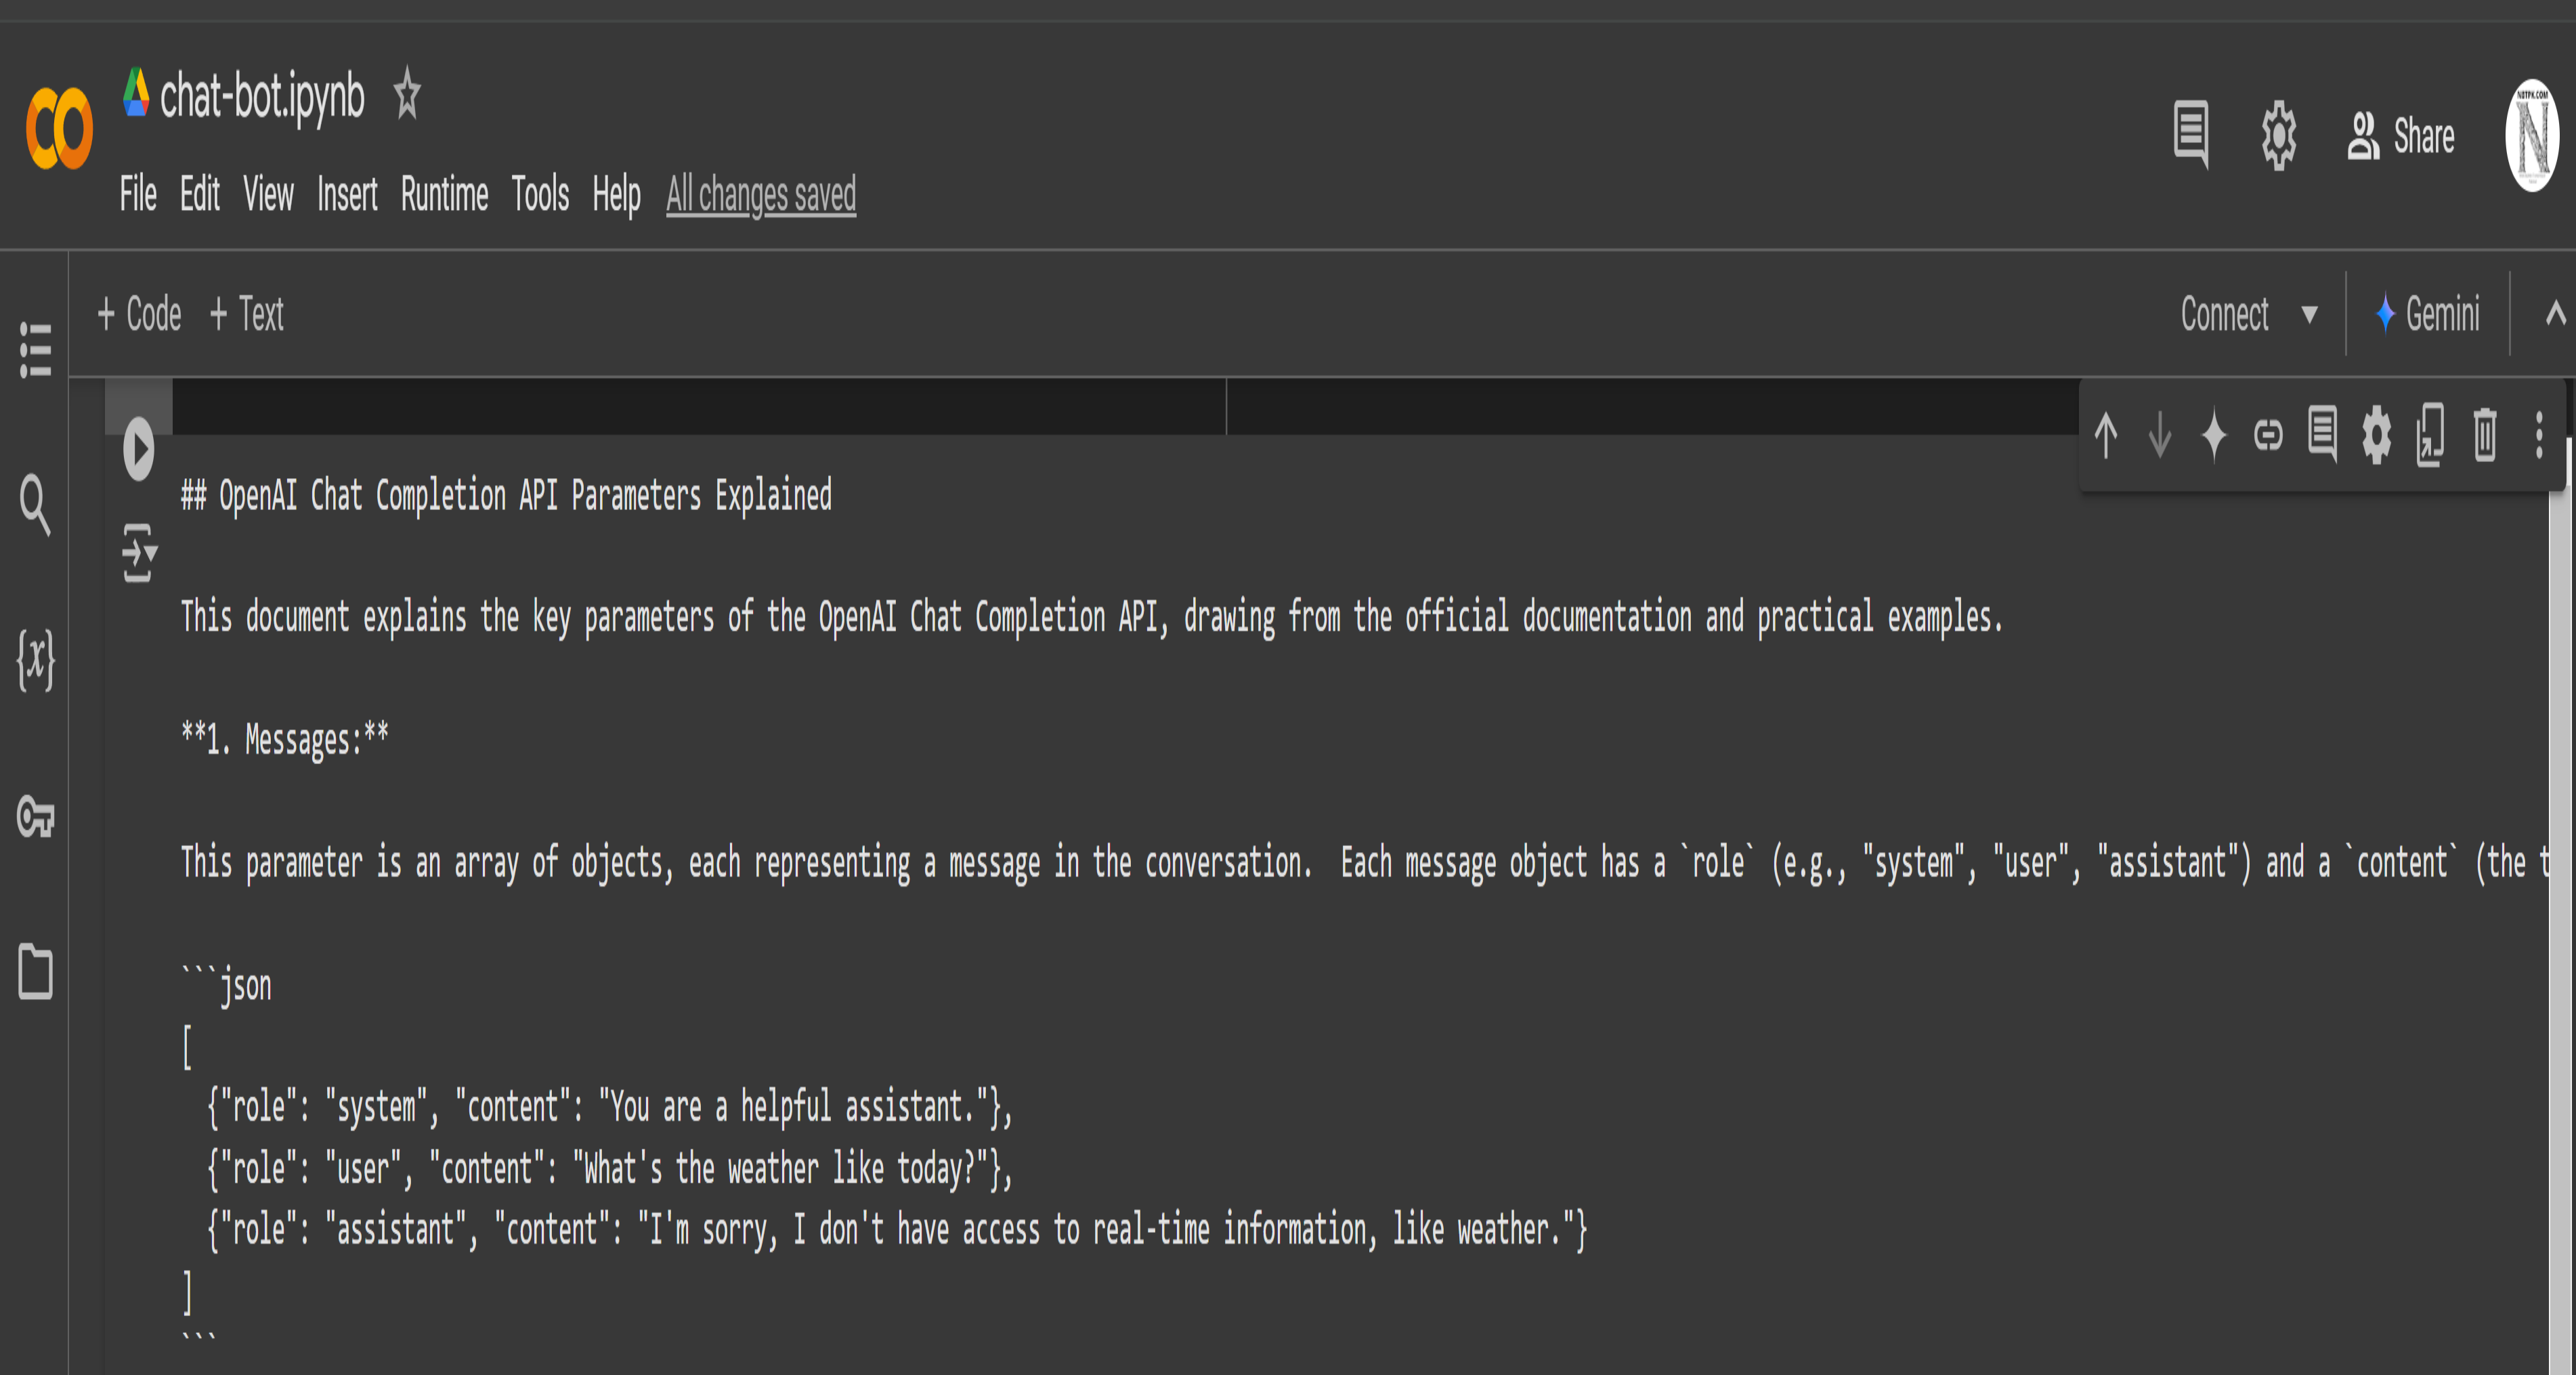 chat-bot.ipynb
File Edit View Insert Runtime Tools Help All changes saved
Share
NBTPK.COM
N
+ Code + Text
Connect
Gemini
## OpenAI Chat Completion API Parameters Explained
This document explains the key parameters of the OpenAI Chat Completion API, drawing from the official documentation and practical examples.
**1. Messages:**
This parameter is an array of objects, each representing a message in the conversation.  Each message object has a `role` (e.g., "system", "user", "assistant") and a `content` (the t
```json
[
  {"role": "system", "content": "You are a helpful assistant."},
  {"role": "user", "content": "What's the weather like today?"},
  {"role": "assistant", "content": "I'm sorry, I don't have access to real-time information, like weather."}
]
```
{x}